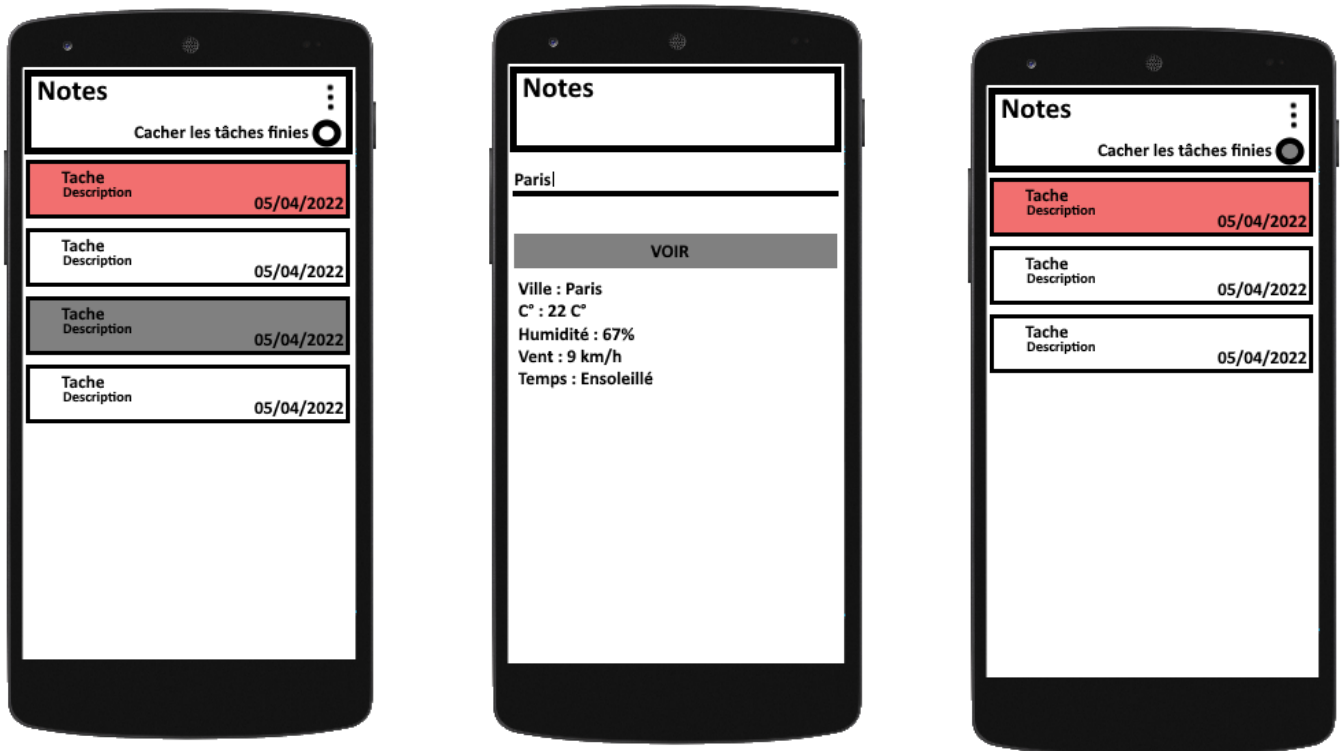 Notes
Cacher les tâches finies
Tache
Description
05/04/2022
Tache
Description
05/04/2022
Tache
Description
05/04/2022
Tache
Description
05/04/2022
Notes
Paris
VOIR
Ville : Paris
C° : 22 C°
Humidité : 67%
Vent : 9 km/h
Temps : Ensoleillé
Notes
Cacher les tâches finies
Tache
Description
05/04/2022
Tache
Description
05/04/2022
Tache
Description
05/04/2022